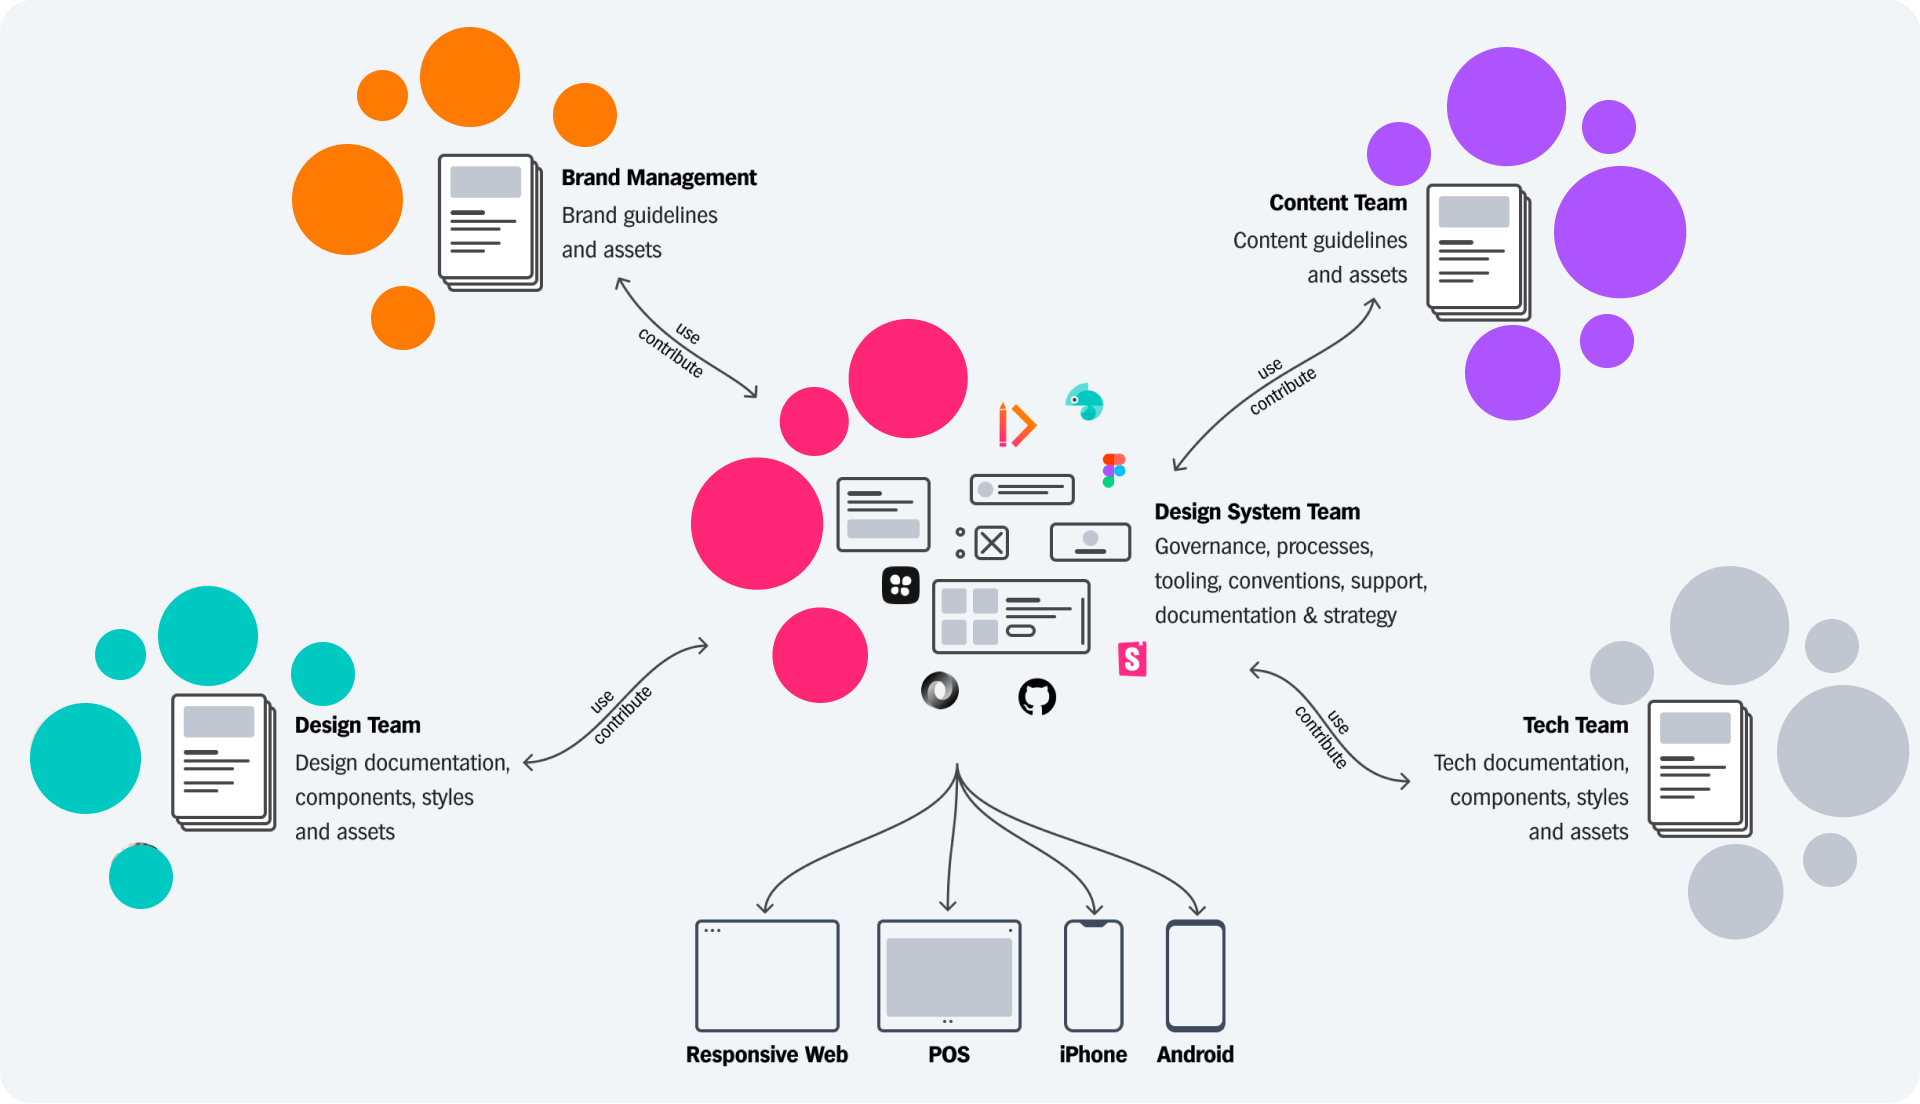 Brand Management
Brand guidelines
and assets
Content Team
Content guidelines
and assets
use
contribute
use
contribute
Design System Team
Governance, processes,
tooling, conventions, support,
documentation & strategy
S
Design Team
Design documentation,
components, styles
and assets
use
contribute
use
contribute
Tech Team
Tech documentation,
components, styles
and assets
Responsive Web
POS
iPhone
Android